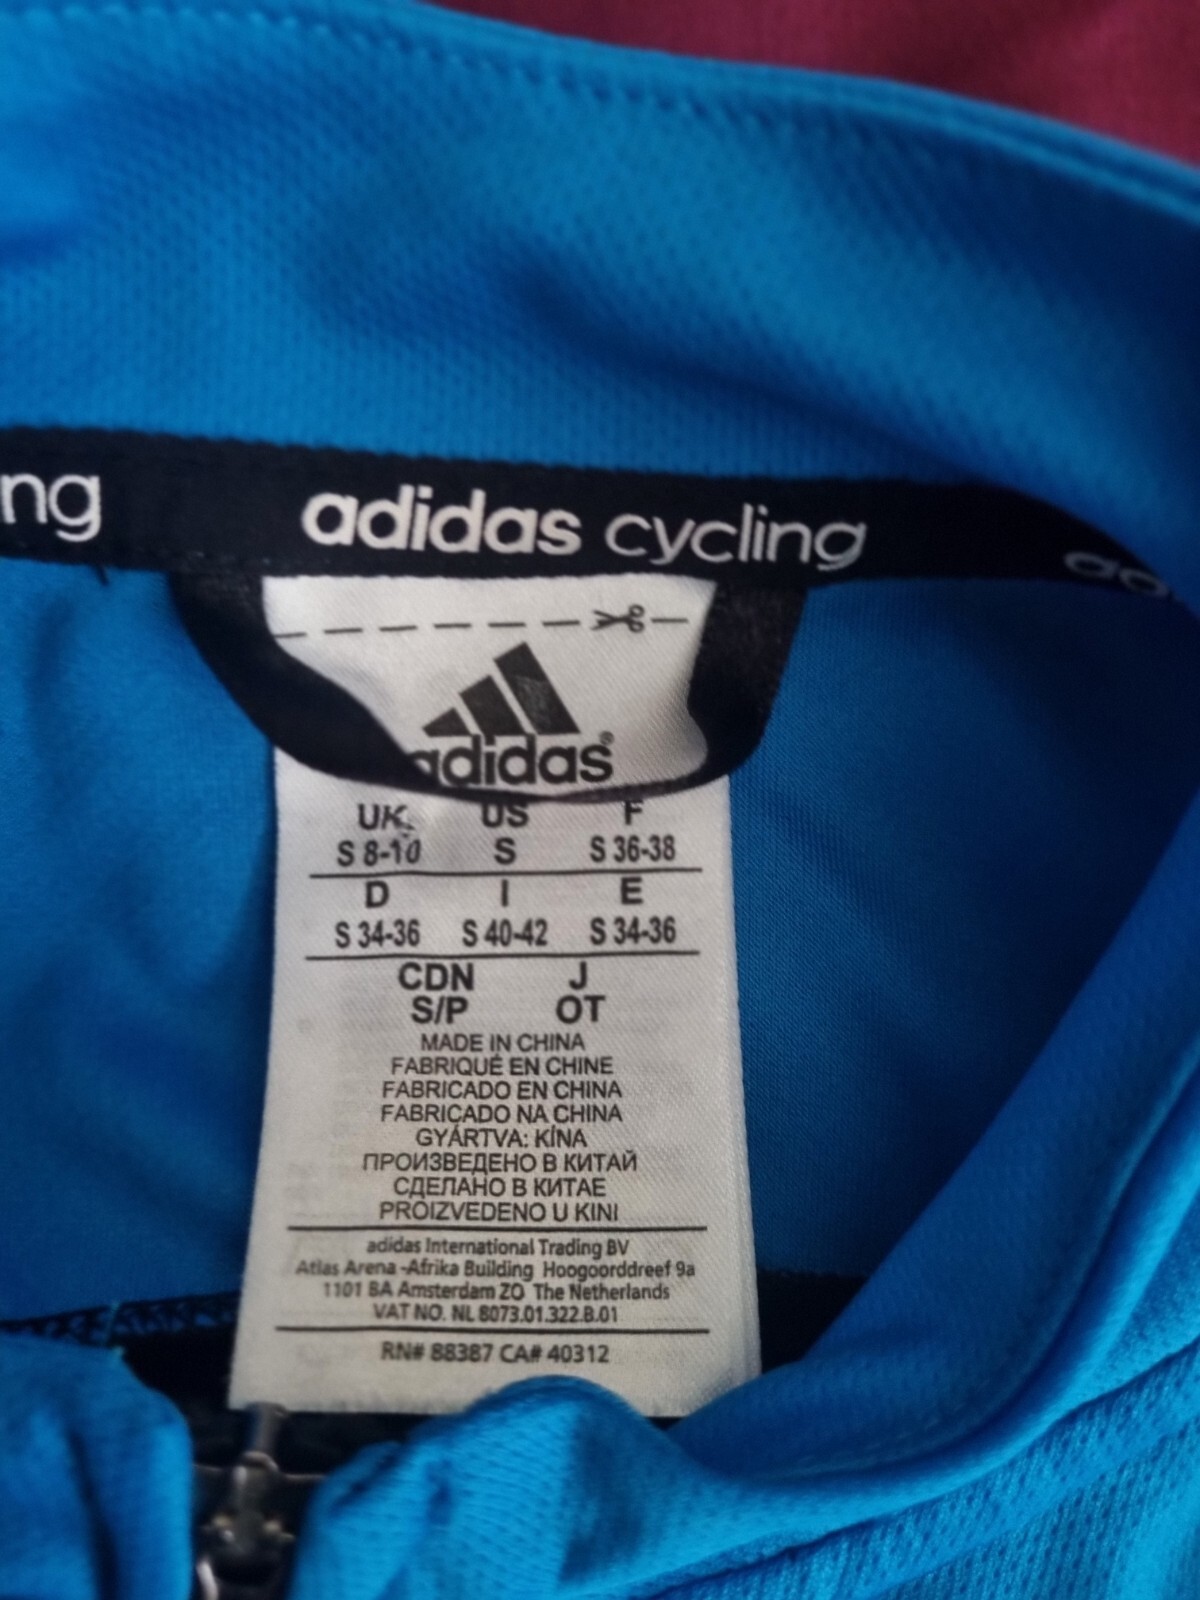 ng adidas cycling ad
adidas®
UK US F
S 8-10 S S 36-38
D I E
S 34-36 S 40-42 S 34-36
CDN J
S/P OT
MADE IN CHINA
FABRIQUÉ EN CHINE
FABRICADO EN CHINA
FABRICADO NA CHINA
GYÁRTVA: KÍNA
ПРОИЗВЕДЕНО В КИТАЙ
СДЕЛАНО В КИТАЕ
PROIZVEDENO U KINI
adidas International Trading BV
Atlas Arena -Afrika Building Hoogoorddreef 9a
1101 BA Amsterdam ZO The Netherlands
VAT NO. NL 8073.01.322.B.01
RN# 88387 CA# 40312